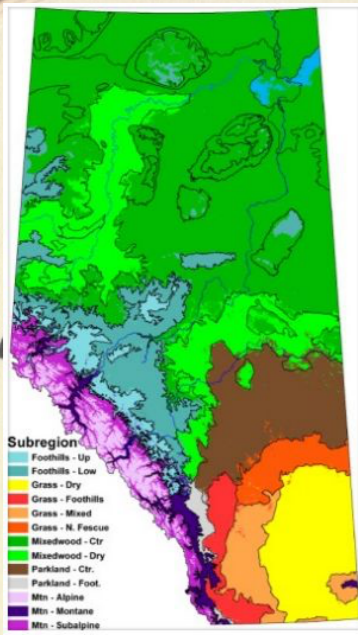 Subregion
Foothills - Up
Foothills - Low
Grass - Dry
Grass - Foothills
Grass - Mixed
Grass - N. Fescue
Mixedwood - Ctr
Mixedwood - Dry
Parkland - Ctr.
Parkland - Foot.
Mtn - Alpine
Mtn - Montane
Mtn - Subalpine